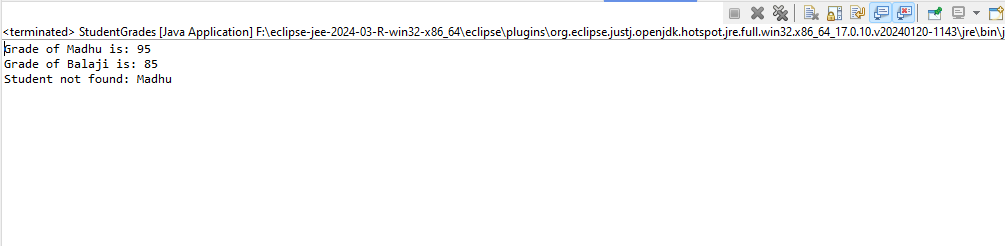 <terminated> StudentGrades [Java Application] F:\eclipse-jee-2024-03-R-win32-x86_64\eclipse\plugins\org.eclipse.justj.openjdk.hotspot.jre.full.win32.x86_64_17.0.10.v20240120-1143\jre\bin\j
Grade of Madhu is: 95
Grade of Balaji is: 85
Student not found: Madhu